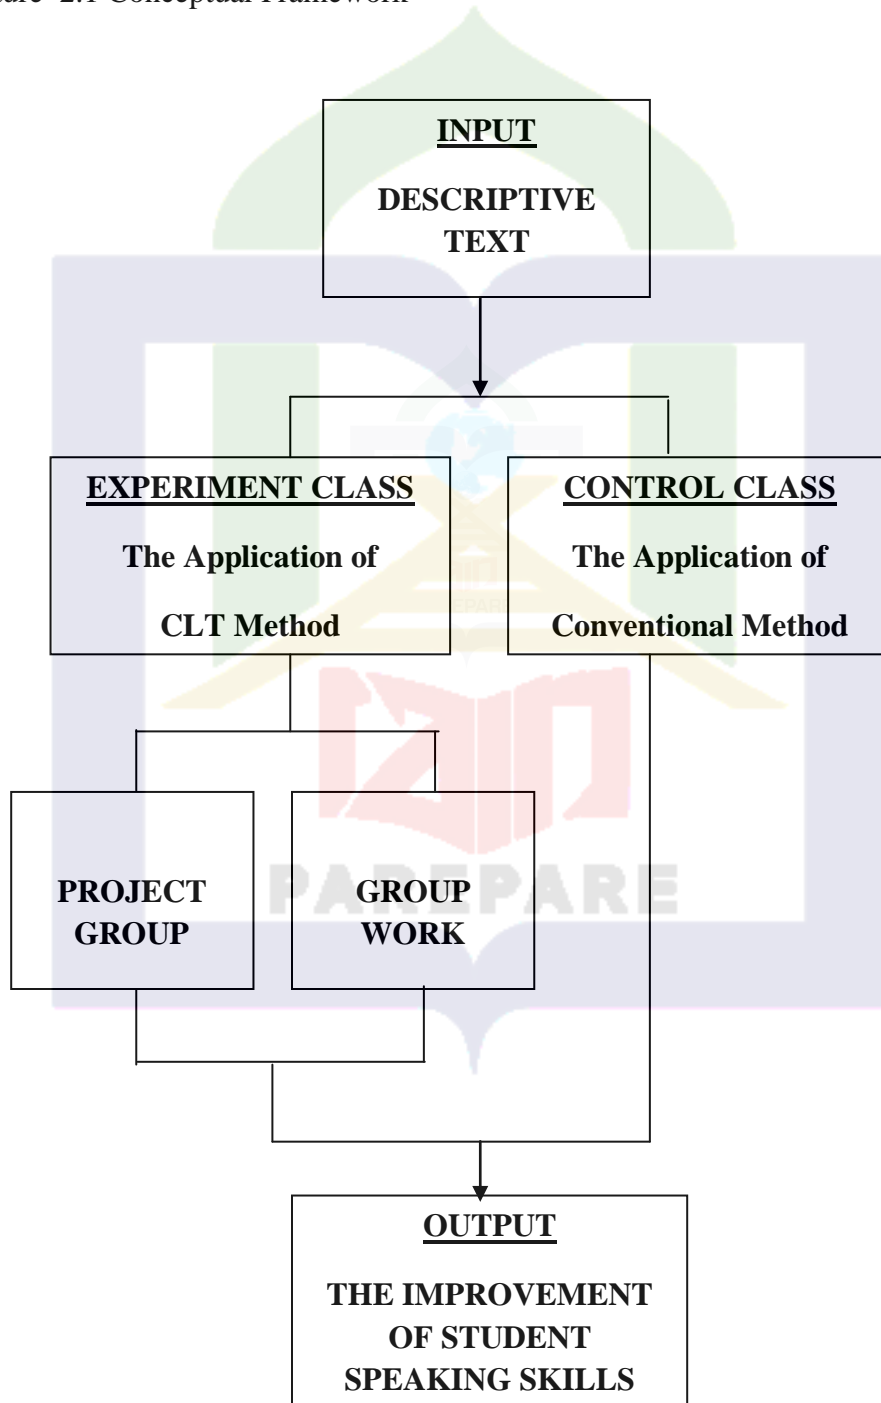 2.1 Conceptual Framework
INPUT
DESCRIPTIVE
TEXT
EXPERIMENT CLASS
The Application of
CLT Method
CONTROL CLASS
The Application of
Conventional Method
PROJECT
GROUP
GROUP
WORK
PAREPARE
OUTPUT
THE IMPROVEMENT
OF STUDENT
SPEAKING SKILLS